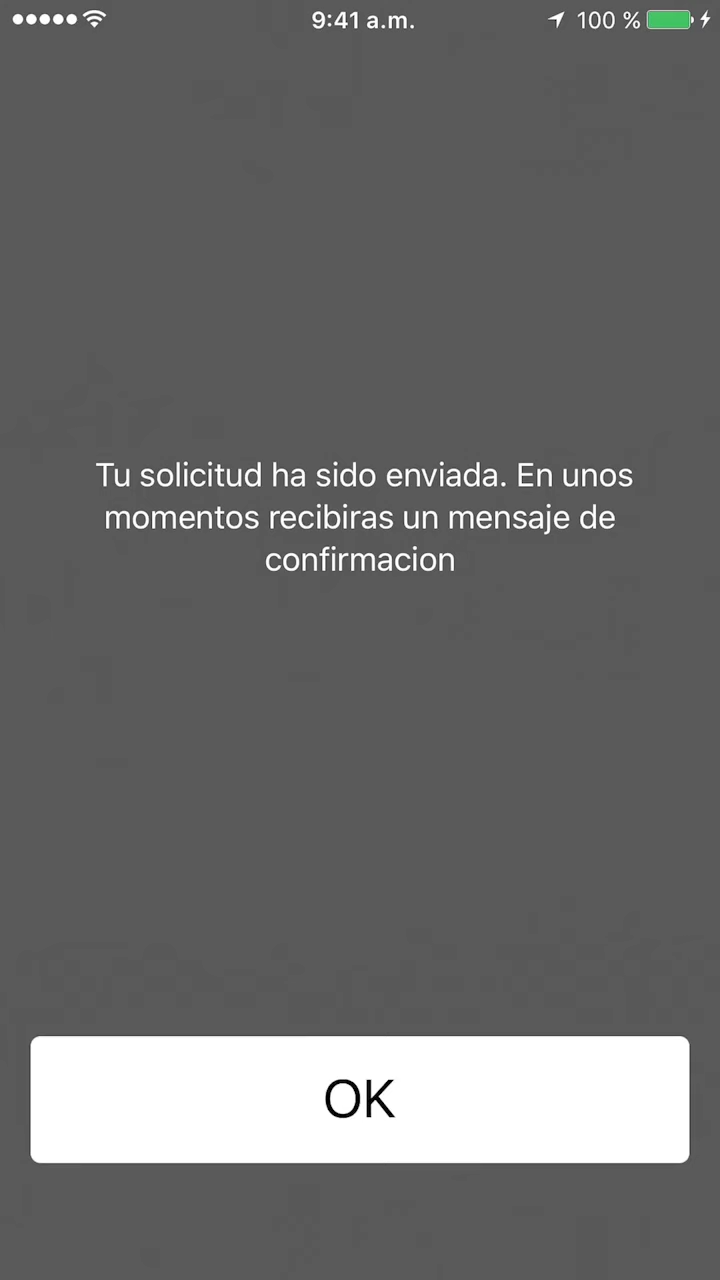 9:41 a.m. 100 %
Tu solicitud ha sido enviada. En unos
momentos recibiras un mensaje de
confirmacion
OK